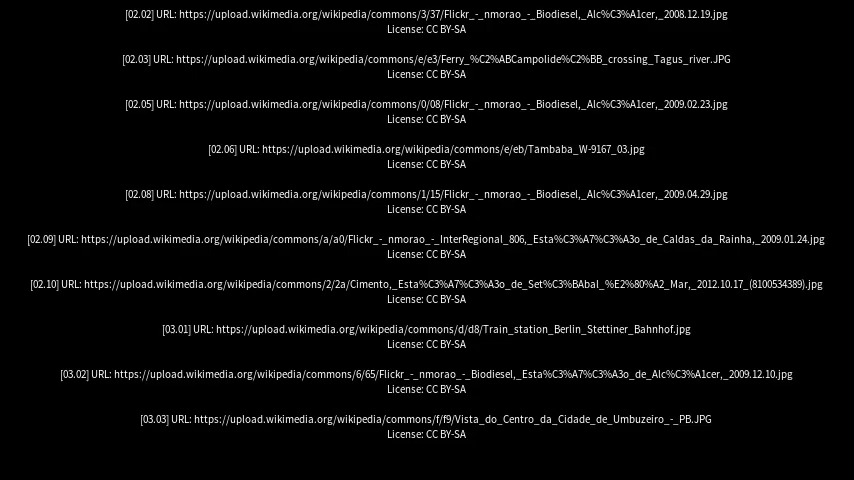 [02.02] URL: https://upload.wikimedia.org/wikipedia/commons/3/37/Flickr_-_nmorao_-_Biodiesel,_Alc%C3%A1cer,_2008.12.19.jpg
License: CC BY-SA
[02.03] URL: https://upload.wikimedia.org/wikipedia/commons/e/e3/Ferry_%C2%ABCampolide%C2%BB_crossing_Tagus_river.JPG
License: CC BY-SA
[02.05] URL: https://upload.wikimedia.org/wikipedia/commons/0/08/Flickr_-_nmorao_-_Biodiesel,_Alc%C3%A1cer,_2009.02.23.jpg
License: CC BY-SA
[02.06] URL: https://upload.wikimedia.org/wikipedia/commons/e/eb/Tambaba_W-9167_03.jpg
License: CC BY-SA
[02.08] URL: https://upload.wikimedia.org/wikipedia/commons/1/15/Flickr_-_nmorao_-_Biodiesel,_Alc%C3%A1cer,_2009.04.29.jpg
License: CC BY-SA
[02.09] URL: https://upload.wikimedia.org/wikipedia/commons/a/a0/Flickr_-_nmorao_-_InterRegional_806,_Esta%C3%A7%C3%A3o_de_Caldas_da_Rainha,_2009.01.24.jpg
License: CC BY-SA
[02.10] URL: https://upload.wikimedia.org/wikipedia/commons/2/2a/Cimento,_Esta%C3%A7%C3%A3o_de_Set%C3%BAbal_%E2%80%A2_Mar,_2012.10.17_(8100534389).jpg
License: CC BY-SA
[03.01] URL: https://upload.wikimedia.org/wikipedia/commons/d/d8/Train_station_Berlin_Stettiner_Bahnhof.jpg
License: CC BY-SA
[03.02] URL: https://upload.wikimedia.org/wikipedia/commons/6/65/Flickr_-_nmorao_-_Biodiesel,_Esta%C3%A7%C3%A3o_de_Alc%C3%A1cer,_2009.12.10.jpg
License: CC BY-SA
[03.03] URL: https://upload.wikimedia.org/wikipedia/commons/f/f9/Vista_do_Centro_da_Cidade_de_Umbuzeiro_-_PB.JPG
License: CC BY-SA